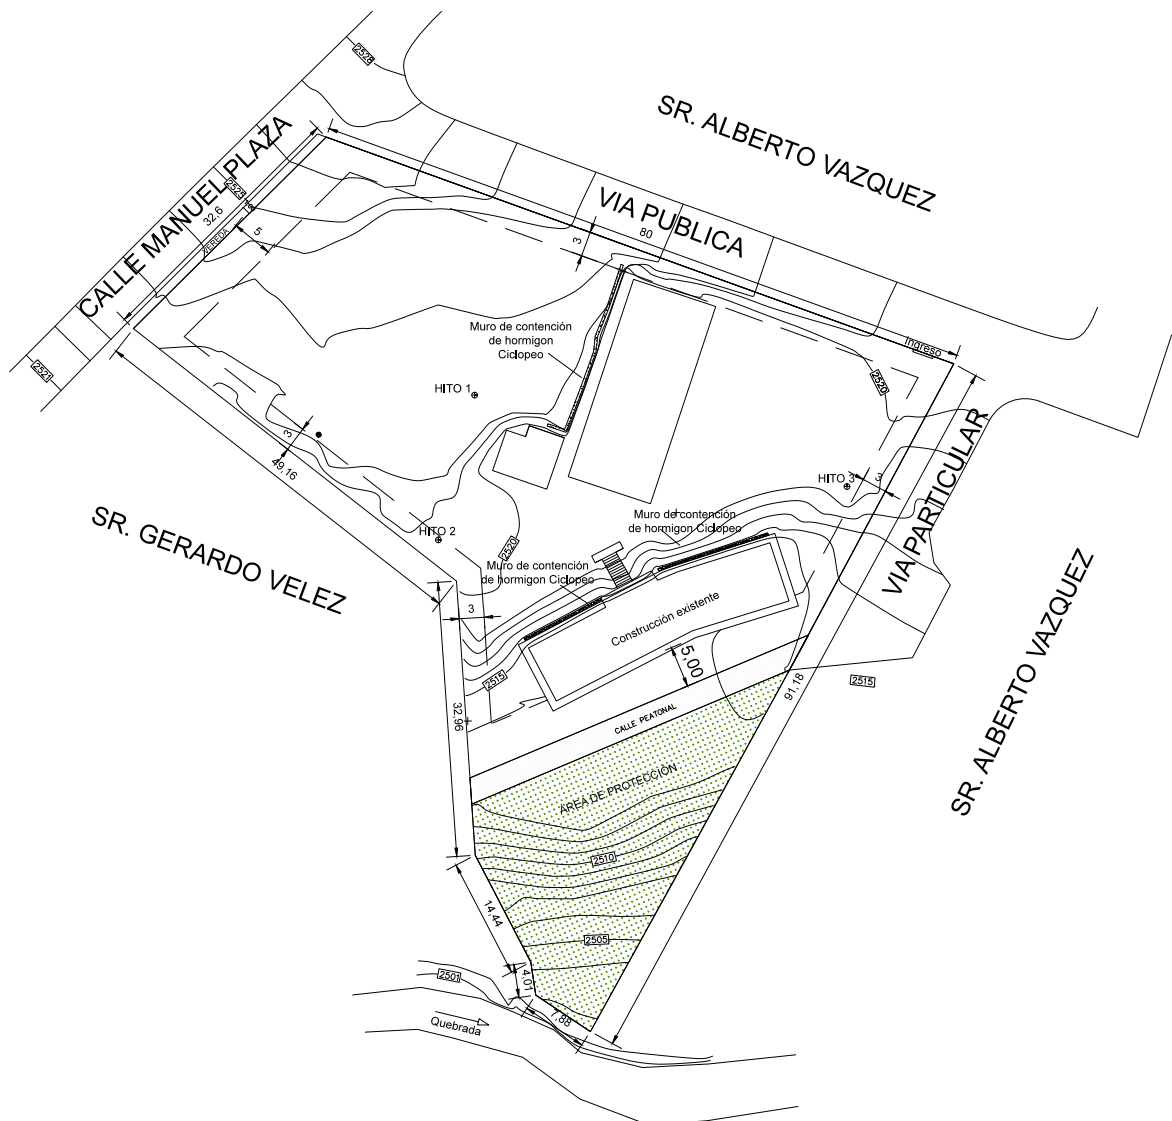 2526
SR. ALBERTO VAZQUEZ
CALLE MANUEL PLAZA
2525
32,6
VEREDA
5
VIA PUBLICA
80
3
Muro de contención
de hormigon
Ciclopeo
Ingreso
2521
2520
HITO 1
3
49,16
HITO 3
3
VIA PARTICULAR
SR. GERARDO VELEZ
HITO 2
2520
Muro de contención
de hormigon Ciclopeo
Muro de contención
de hormigon Ciclopeo
3
Construcción existente
5,00
2515
2515
91,18
SR. ALBERTO VAZQUEZ
32,96
CALLE PEATONAL
ÁREA DE PROTECCIÓN
2510
14,44
2505
2501
4,01
7,88
Quebrada